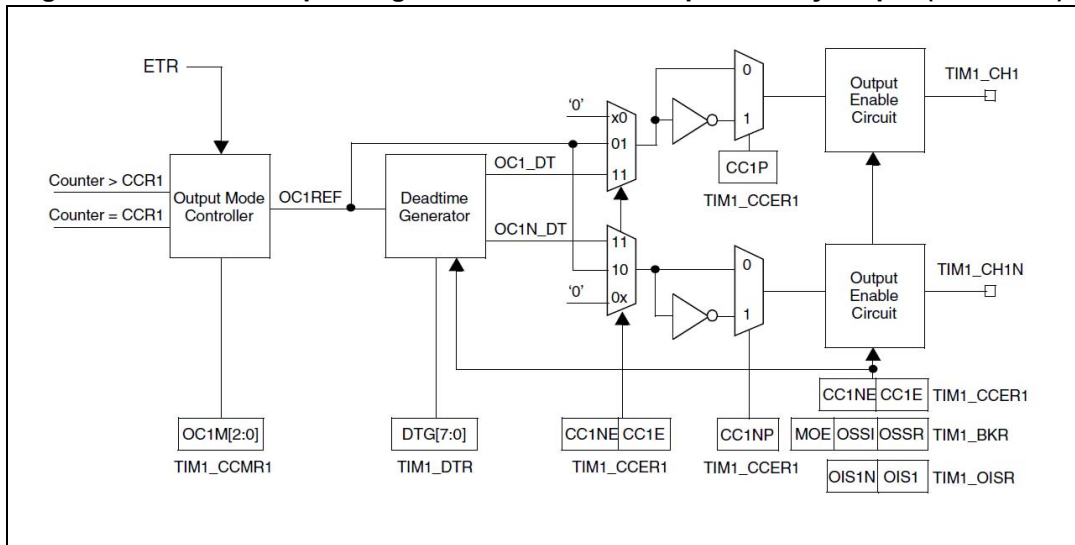 ETR
Counter > CCR1
Counter = CCR1
Output Mode
Controller
OC1REF
Deadtime
Generator
OC1_DT
OC1N_DT
'0'
x0
01
11
11
10
'0'
0x
0
1
CC1P
TIM1_CCER1
0
1
Output
Enable
Circuit
TIM1_CH1
Output
Enable
Circuit
TIM1_CH1N
OC1M[2:0]
TIM1_CCMR1
DTG[7:0]
TIM1_DTR
CC1NE CC1E
TIM1_CCER1
CC1NP
TIM1_CCER1
CC1NE CC1E TIM1_CCER1
MOE OSSI OSSR TIM1_BKR
OIS1N OIS1 TIM1_OISR